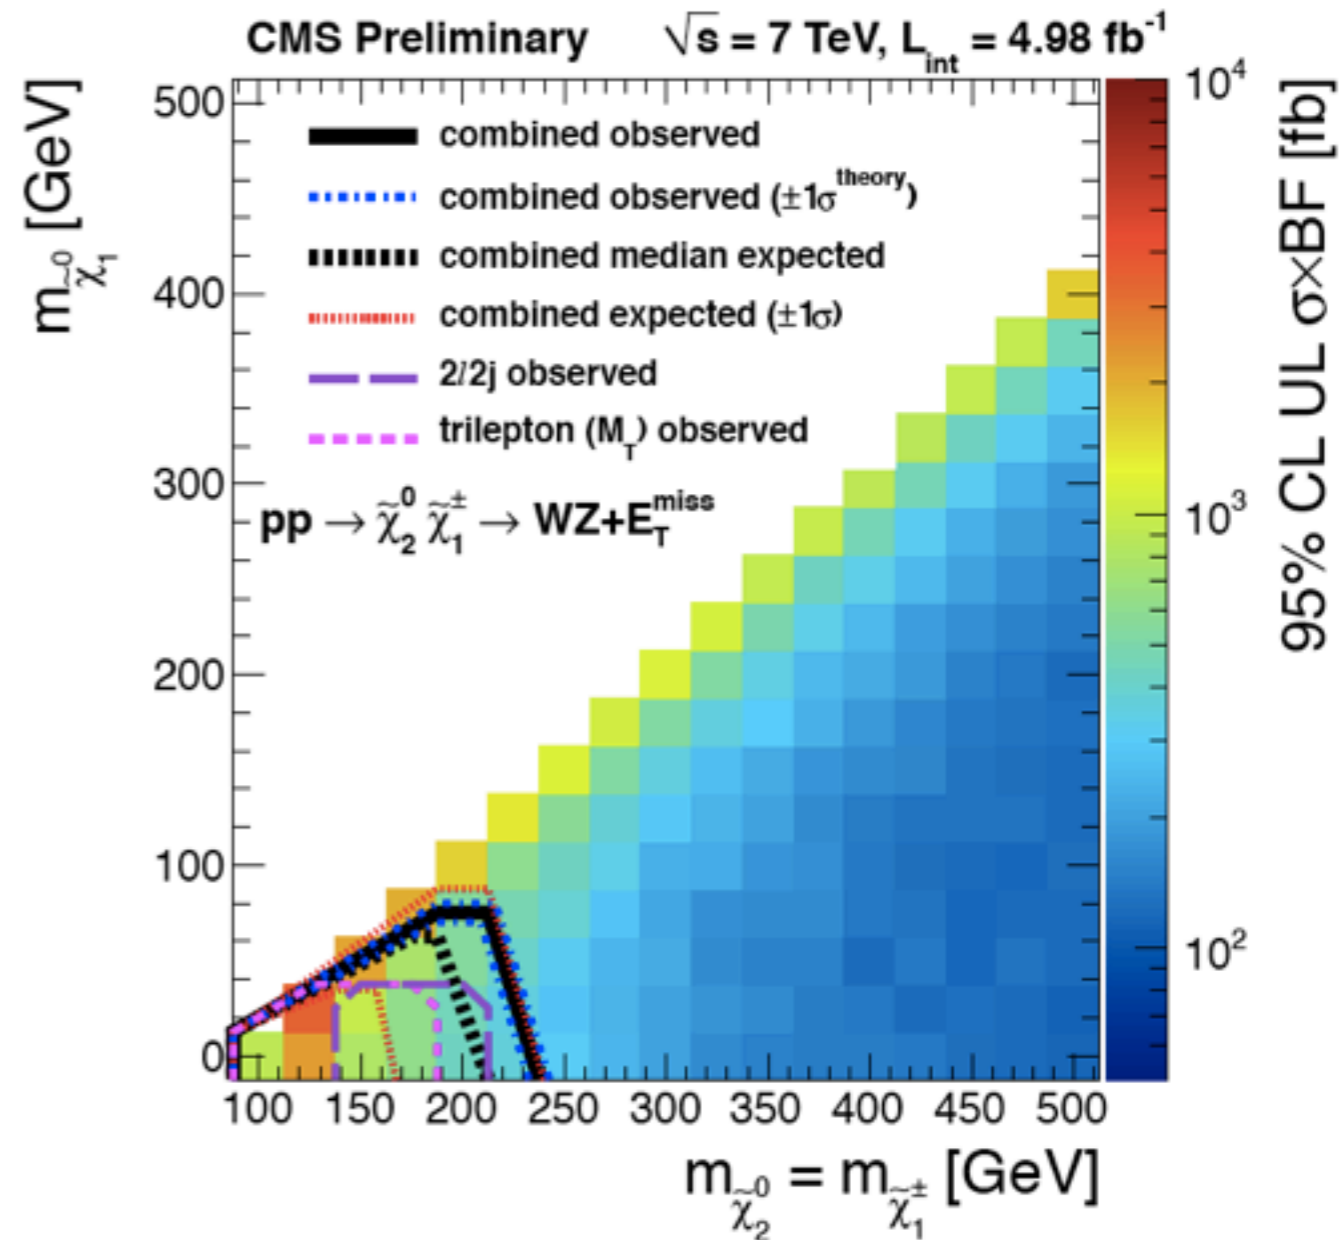 CMS Preliminary √s = 7 TeV, L_int = 4.98 fb⁻¹
m_χ̃₁⁰ [GeV]
500
400
300
200
100
0
combined observed
combined observed (±1σ^theory)
combined median expected
combined expected (±1σ)
2l2j observed
trilepton (M_T) observed
pp → χ̃₂⁰ χ̃₁^± → WZ+E_T^miss
100 150 200 250 300 350 400 450 500
m_χ̃₂⁰ = m_χ̃₁^± [GeV]
10⁴
10³
10²
95% CL UL σ×BF [fb]